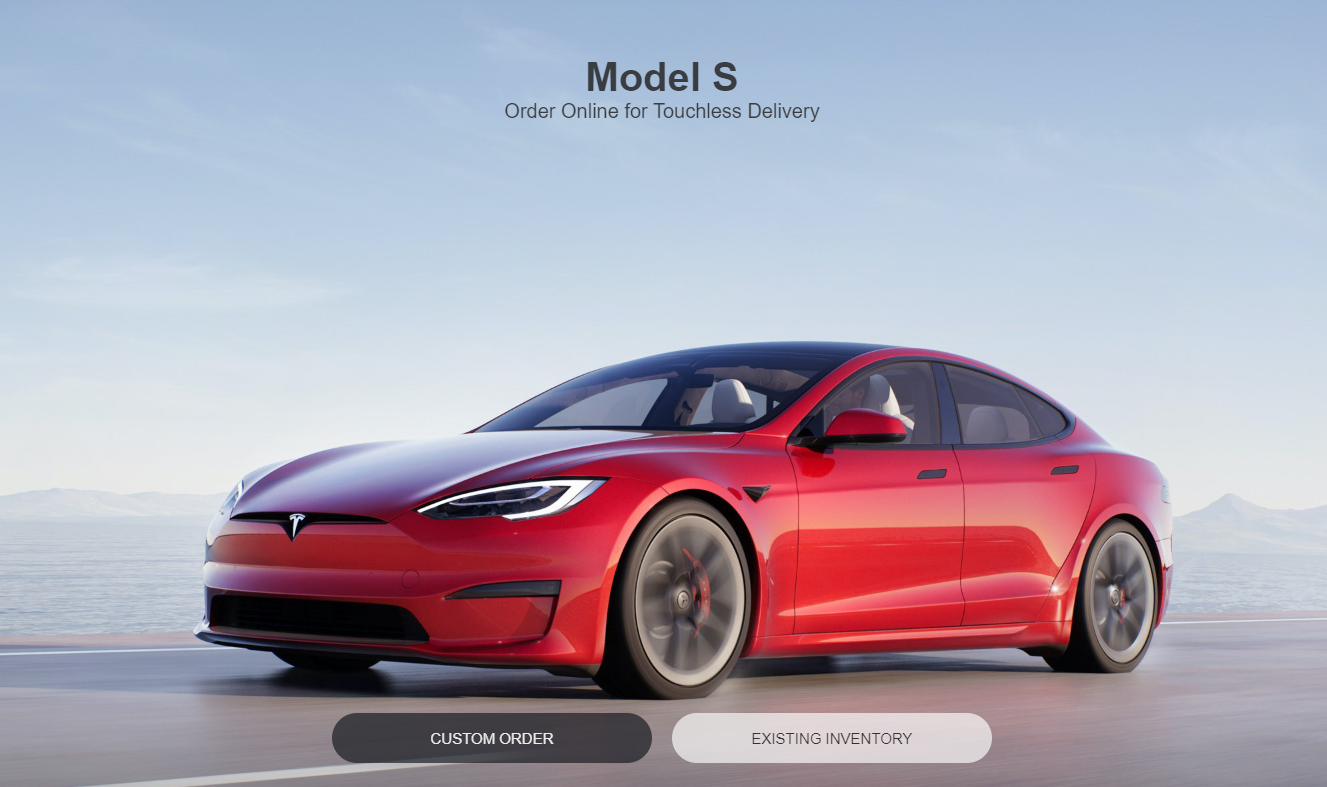 Model S
Order Online for Touchless Delivery
CUSTOM ORDER
EXISTING INVENTORY